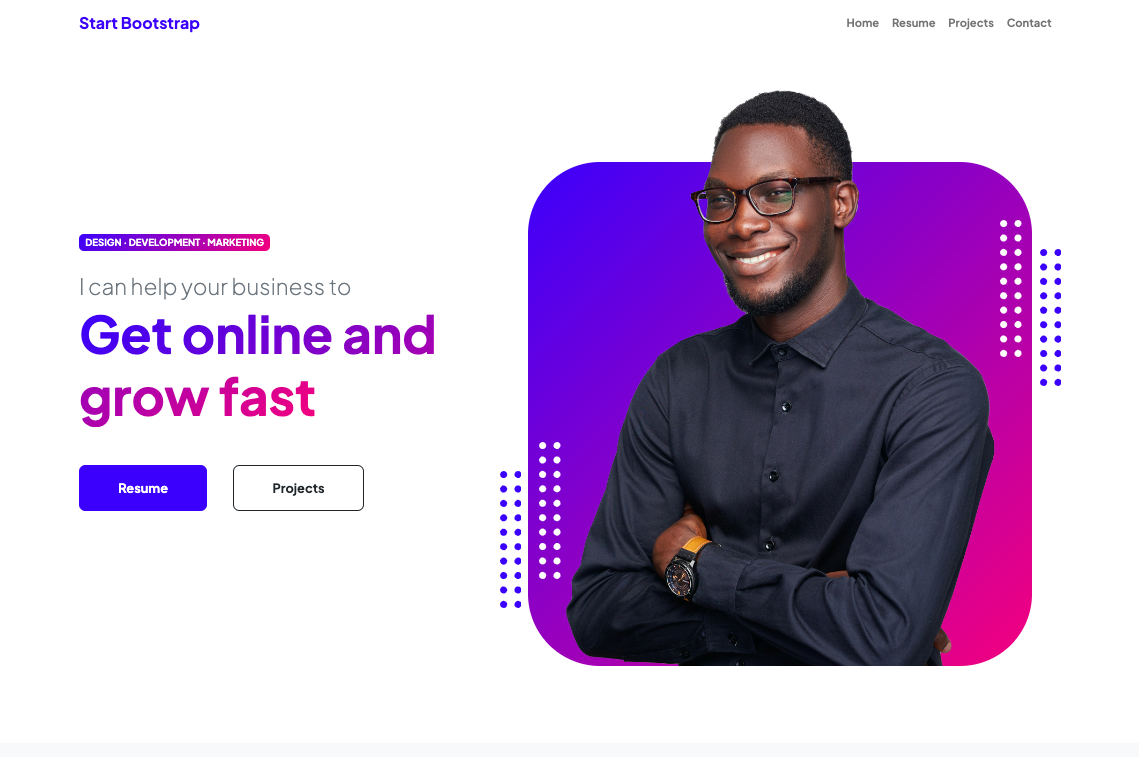 Start Bootstrap
Home Resume Projects Contact
DESIGN · DEVELOPMENT · MARKETING
I can help your business to
Get online and
grow fast
Resume
Projects